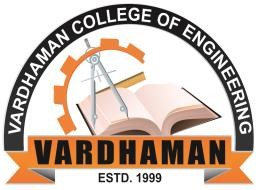 VARDHAMAN COLLEGE OF ENGINEERING
VARDHAMAN
ESTD. 1999